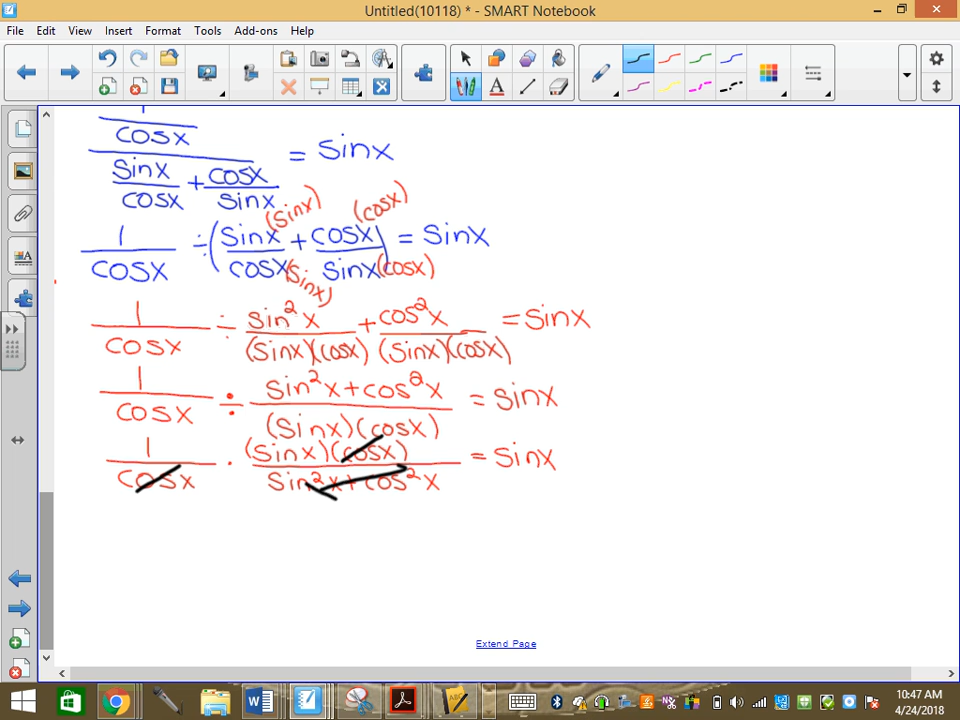 Untitled(10118) * - SMART Notebook
File Edit View Insert Format Tools Add-ons Help
1
cosx
sinx/cosx + cosx/sinx = sinx
(sinx) (cosx)
1/cosx ÷ (sinx/cosx + cosx/sinx) = sinx
(sinx) (cosx)
1/cosx ÷ sin²x/(sinx)(cosx) + cos²x/(sinx)(cosx) = sinx
1/cosx ÷ sin²x+cos²x/(sinx)(cosx) = sinx
1/cosx · (sinx)(cosx)/sin²x+cos²x = sinx
Extend Page
10:47 AM
4/24/2018